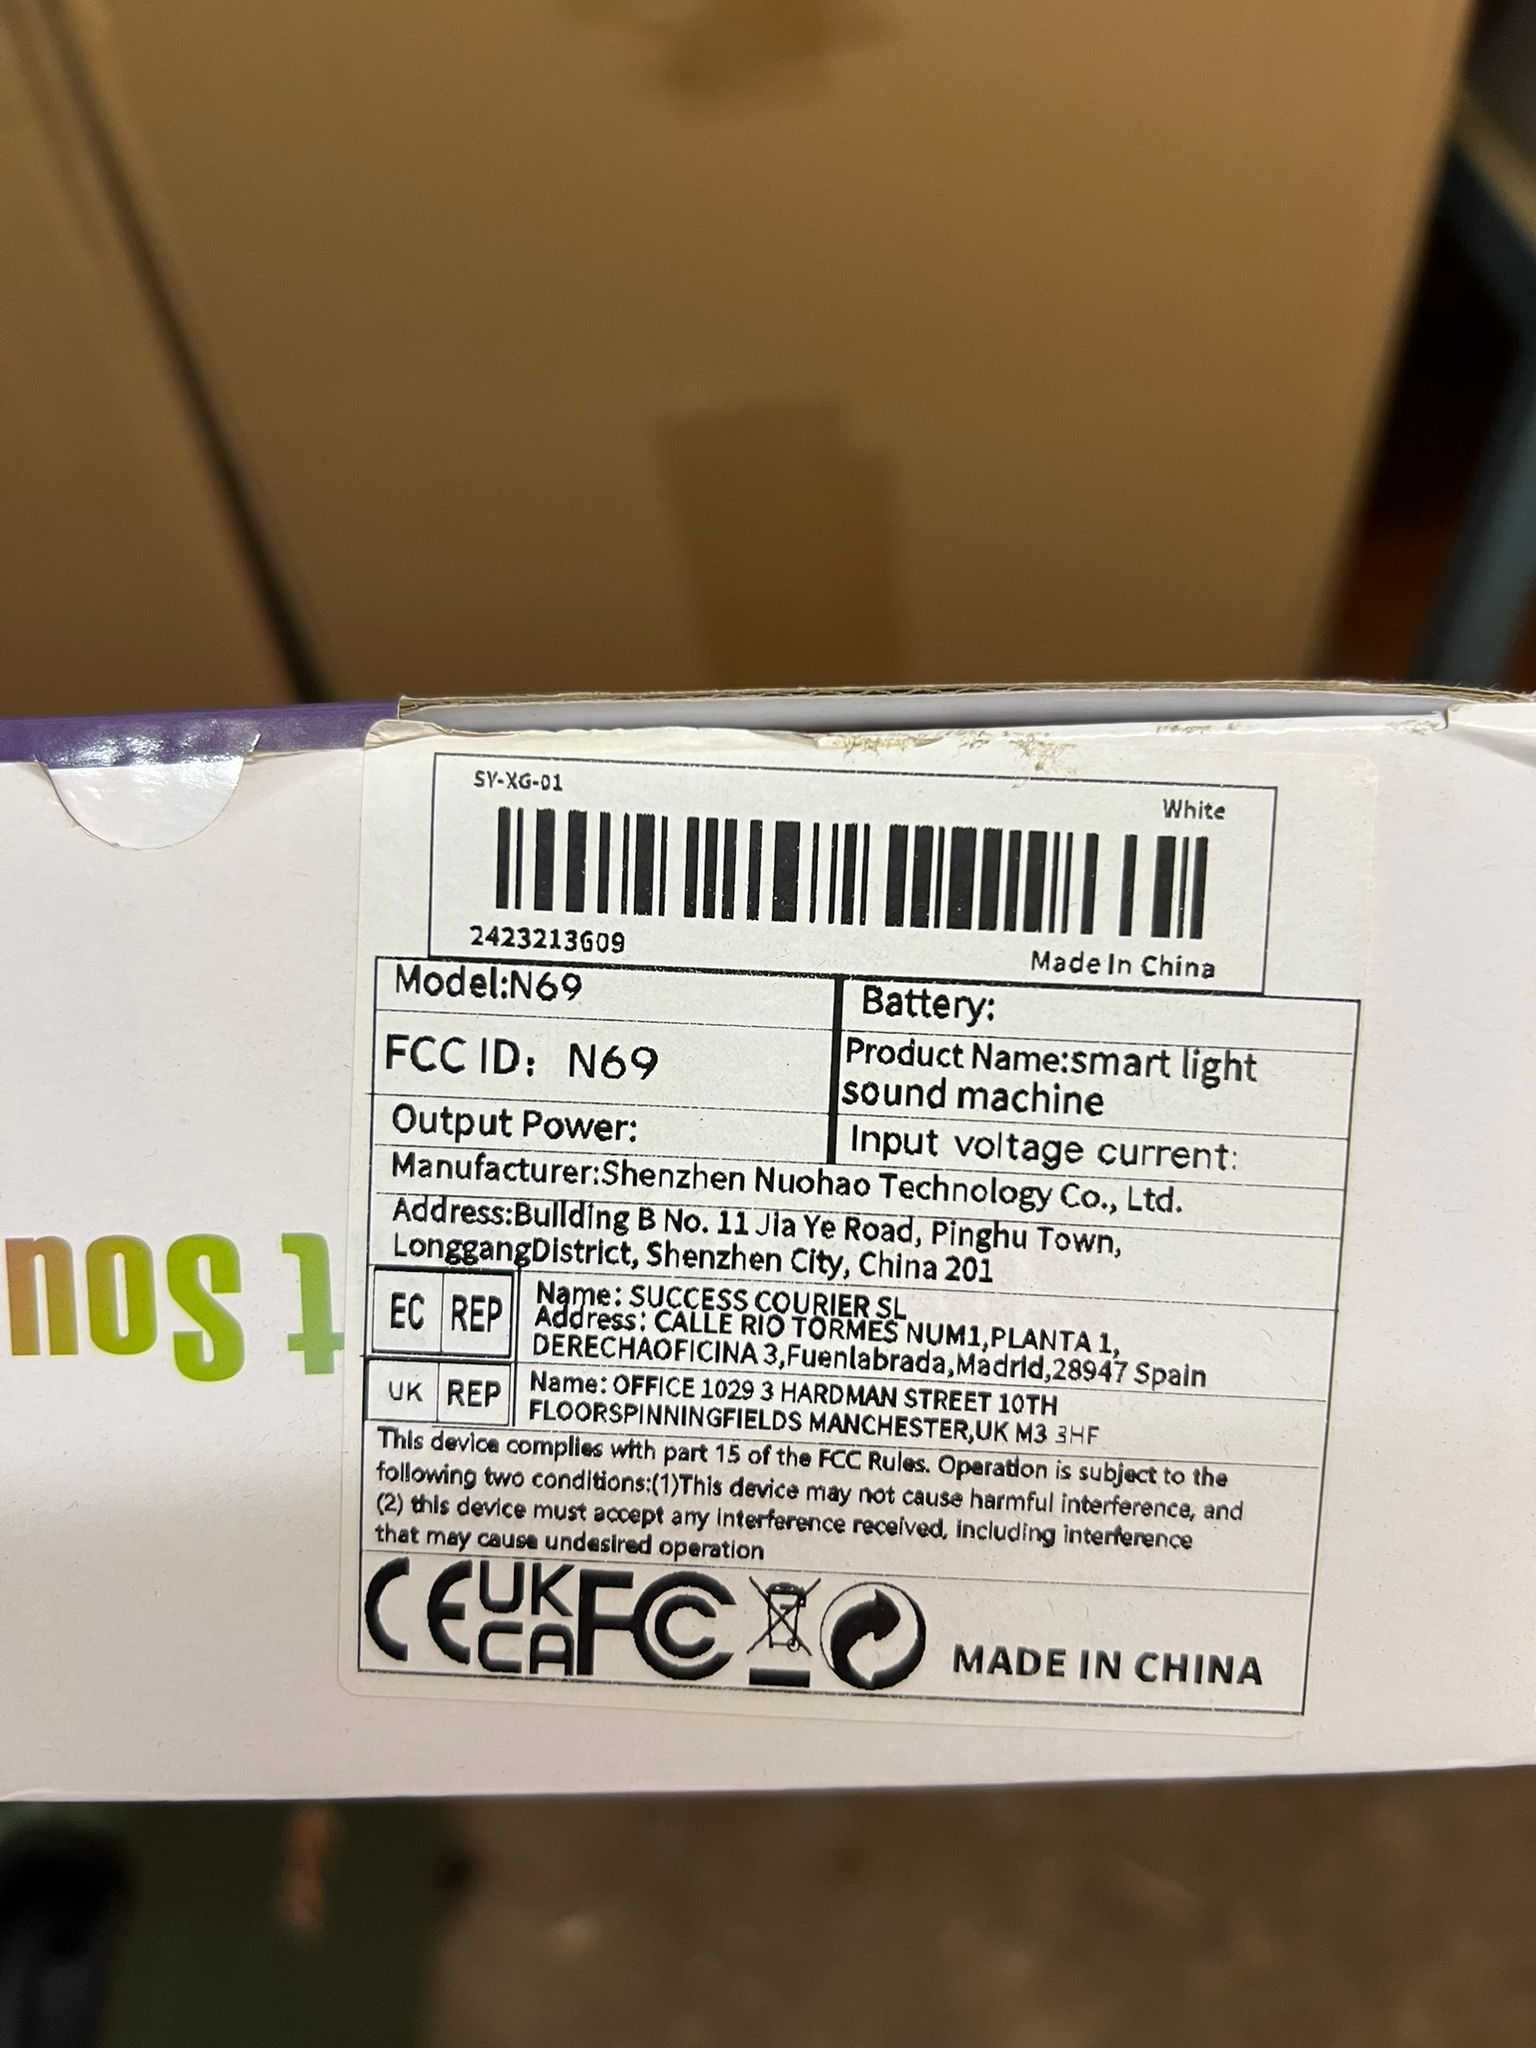 SY-XG-01
White
2423213609
Made In China
Model:N69
Battery:
FCC ID: N69
Product Name:smart light
sound machine
Output Power:
Input voltage current:
Manufacturer:Shenzhen Nuohao Technology Co., Ltd.
Address:Building B No. 11 Jia Ye Road, Pinghu Town,
LonggangDistrict, Shenzhen City, China 201
EC REP
Name: SUCCESS COURIER SL
Address: CALLE RIO TORMES NUM1,PLANTA 1,
DERECHAOFICINA 3,Fuenlabrada,Madrid,28947 Spain
UK REP
Name: OFFICE 1029 3 HARDMAN STREET 10TH
FLOORSPINNINGFIELDS MANCHESTER,UK M3 3HF
This device complies with part 15 of the FCC Rules. Operation is subject to the
following two conditions:(1)This device may not cause harmful interference, and
(2) this device must accept any interference received, including interference
that may cause undesired operation
CE UK CA FC
MADE IN CHINA
t Sou